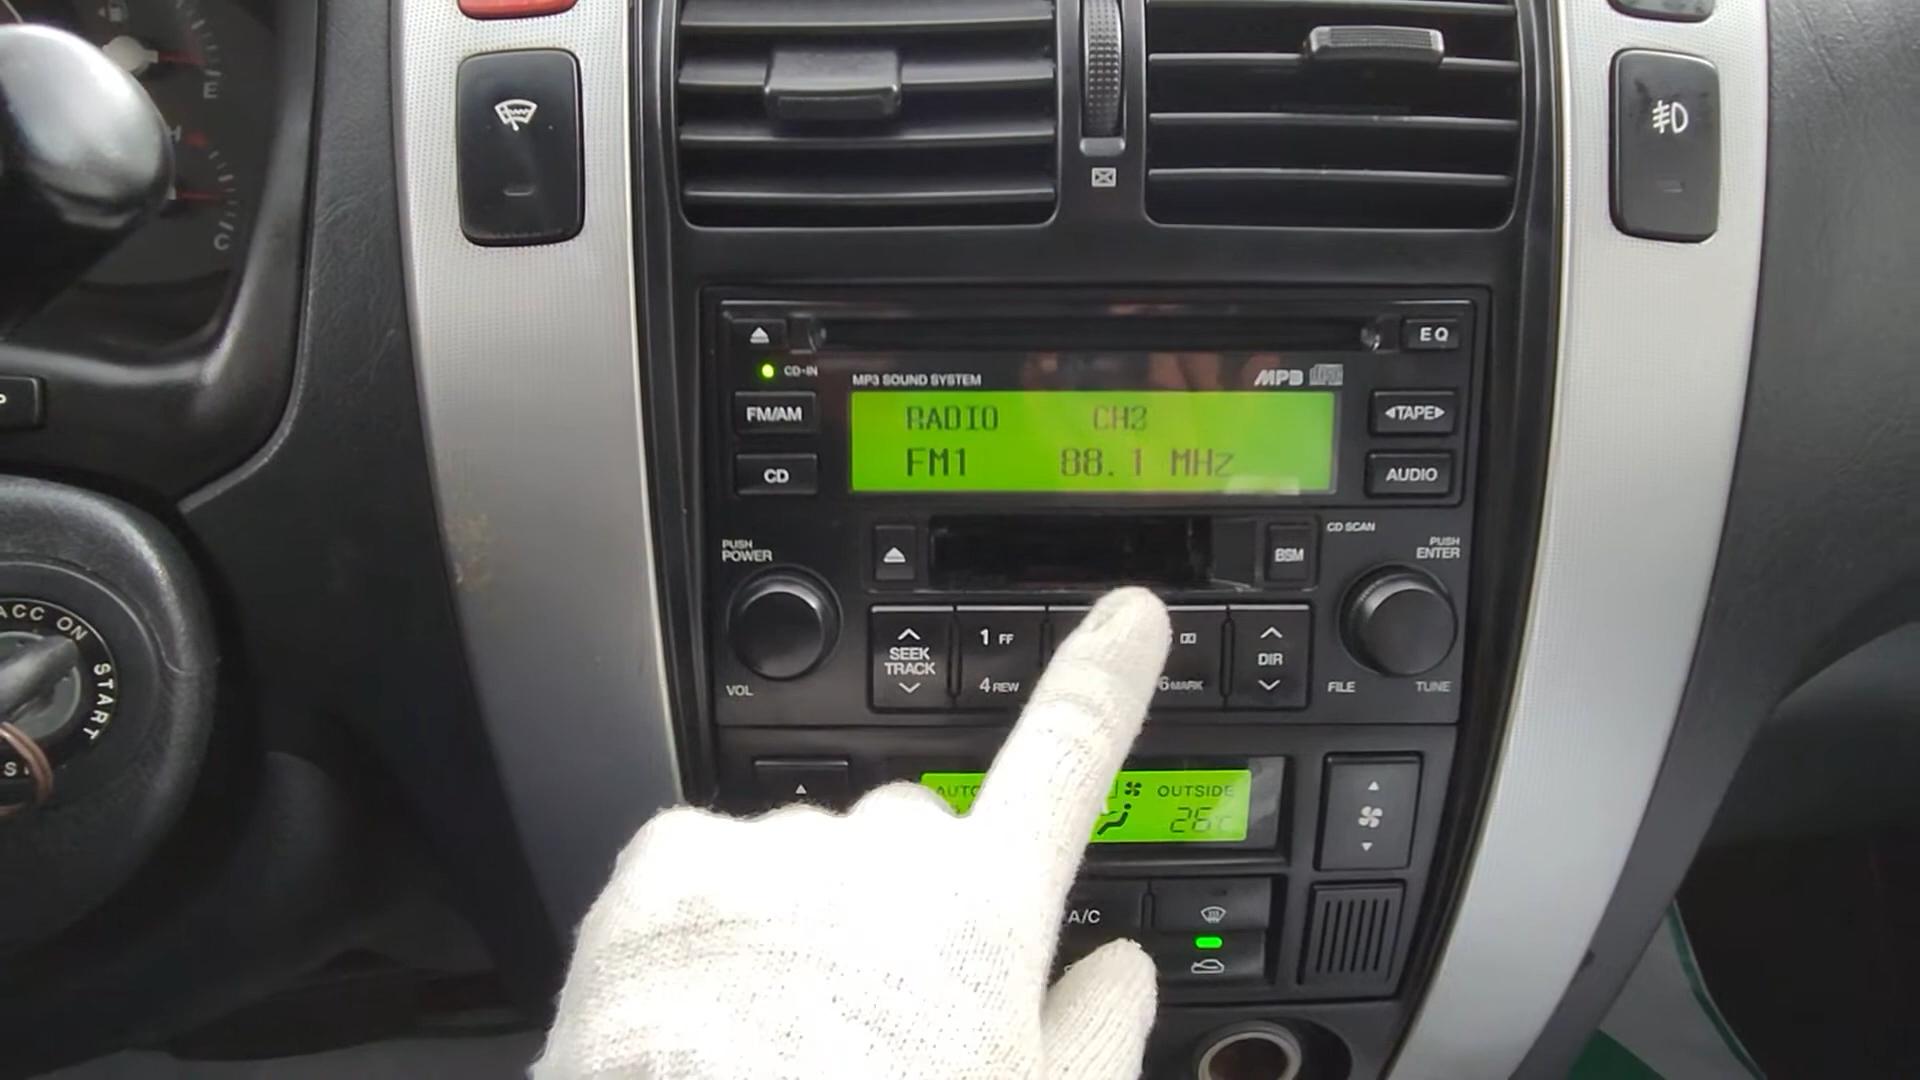 E
H
C
EQ
CD-IN
MP3 SOUND SYSTEM
MP3
FM/AM
RADIO CH3
◀TAPE▶
FM1 88.1 MHz
CD
AUDIO
CD SCAN
PUSH
POWER
BSM
PUSH
ENTER
1 FF
SEEK
TRACK
DIR
4 REW
6 MARK
VOL
FILE
TUNE
ACC ON
START
AUTO
OUTSIDE
26
A/C